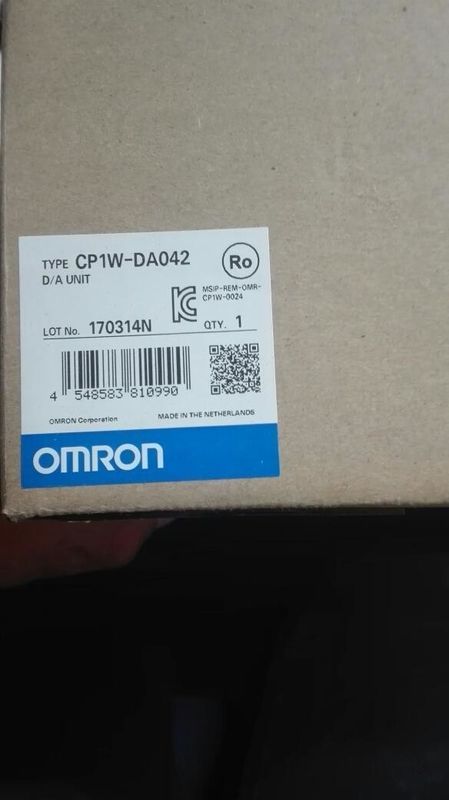 TYPE CP1W-DA042
D/A UNIT
Ro
MSIP-REM-OMR-
CP1W-0024
LOT No. 170314N
QTY. 1
4 548583 810990
OMRON Corporation
MADE IN THE NETHERLANDS
OMRON